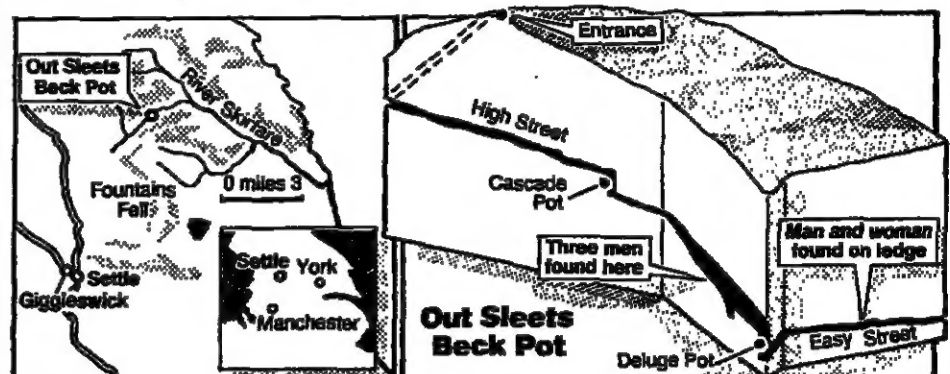 Out Sleets
Beck Pot
River Skirfare
0 miles 3
Fountains
Fell
Settle
Giggleswick
Settle
York
Manchester
Entrance
High Street
Cascade
Pot
Three men
found here
Man and woman
found on ledge
Out Sleets
Beck Pot
Deluge Pot
Easy Street